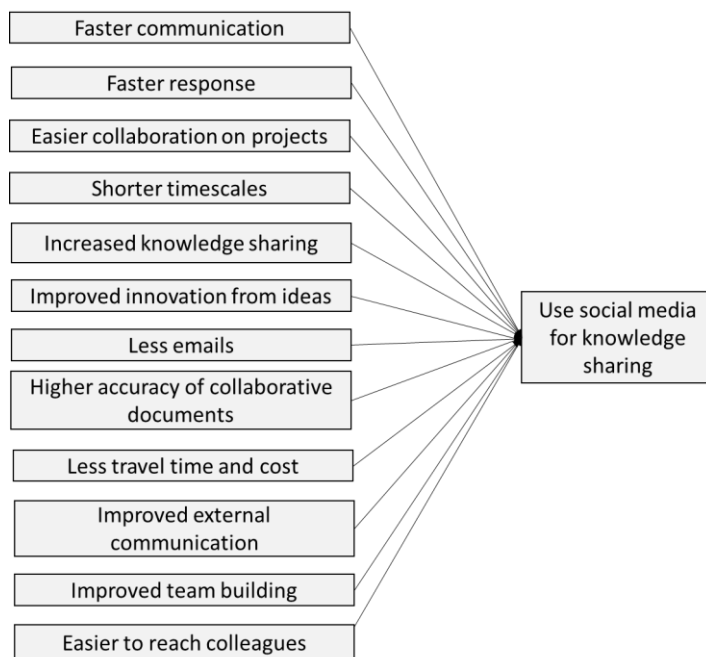 Faster communication
Faster response
Easier collaboration on projects
Shorter timescales
Increased knowledge sharing
Improved innovation from ideas
Less emails
Higher accuracy of collaborative
documents
Less travel time and cost
Improved external
communication
Improved team building
Easier to reach colleagues
Use social media
for knowledge
sharing